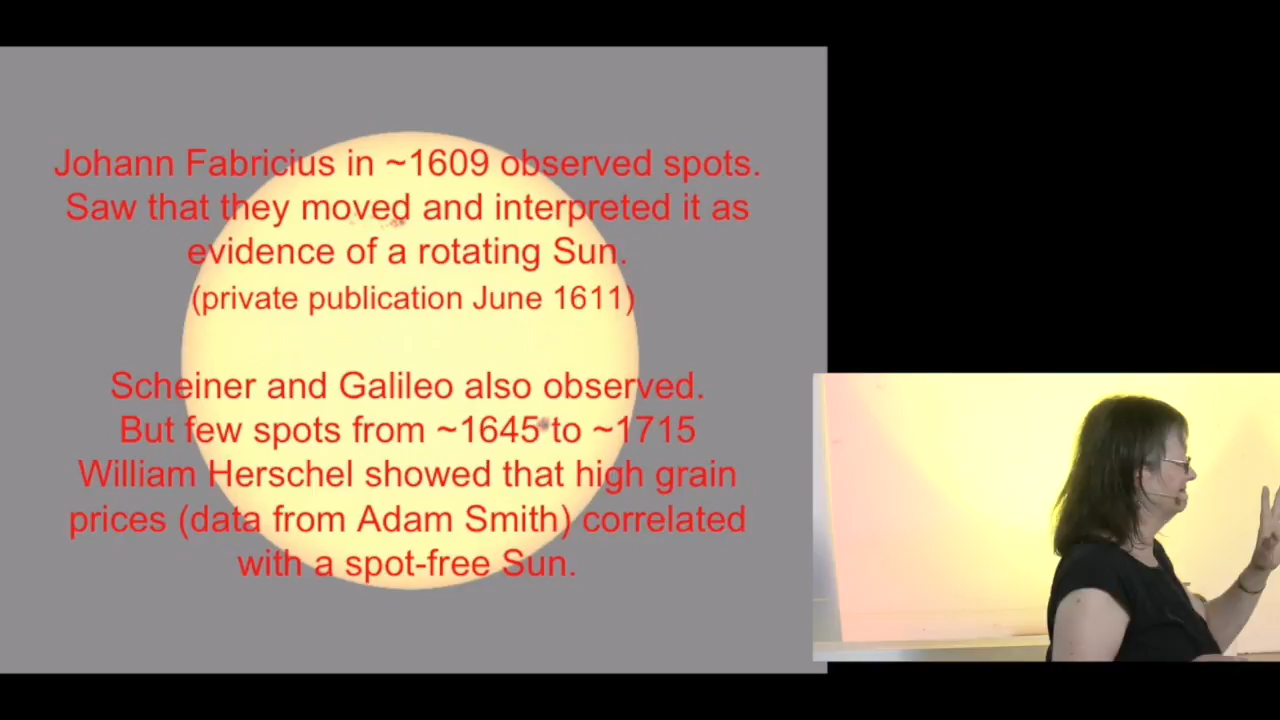 Johann Fabricius in ~1609 observed spots.
Saw that they moved and interpreted it as
evidence of a rotating Sun.
(private publication June 1611)
Scheiner and Galileo also observed.
But few spots from ~1645 to ~1715
William Herschel showed that high grain
prices (data from Adam Smith) correlated
with a spot-free Sun.